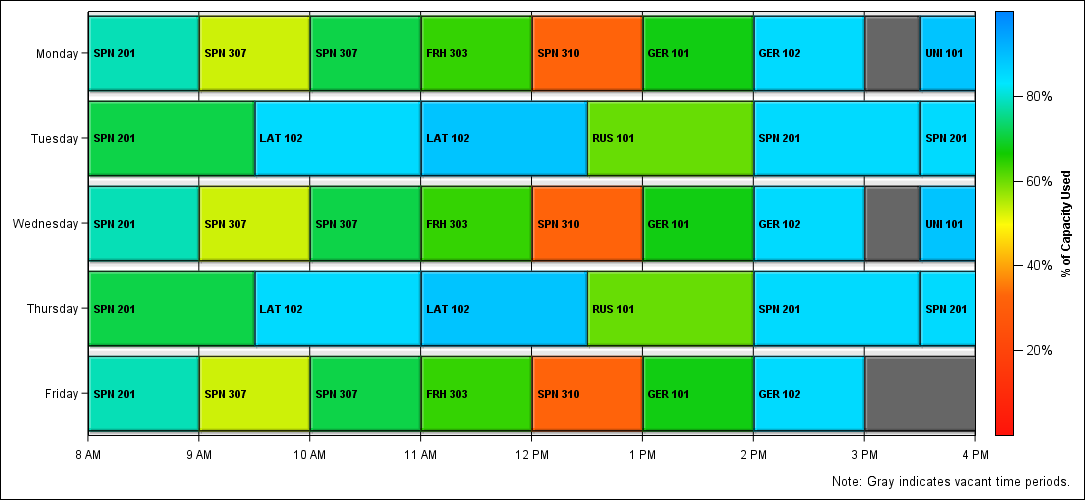 Monday SPN 201 SPN 307 SPN 307 FRH 303 SPN 310 GER 101 GER 102 UNI 101
80%
Tuesday SPN 201 LAT 102 LAT 102 RUS 101 SPN 201 SPN 201
60%
Wednesday SPN 201 SPN 307 SPN 307 FRH 303 SPN 310 GER 101 GER 102 UNI 101
% of Capacity Used
40%
Thursday SPN 201 LAT 102 LAT 102 RUS 101 SPN 201 SPN 201
20%
Friday SPN 201 SPN 307 SPN 307 FRH 303 SPN 310 GER 101 GER 102
8 AM 9 AM 10 AM 11 AM 12 PM 1 PM 2 PM 3 PM 4 PM
Note: Gray indicates vacant time periods.